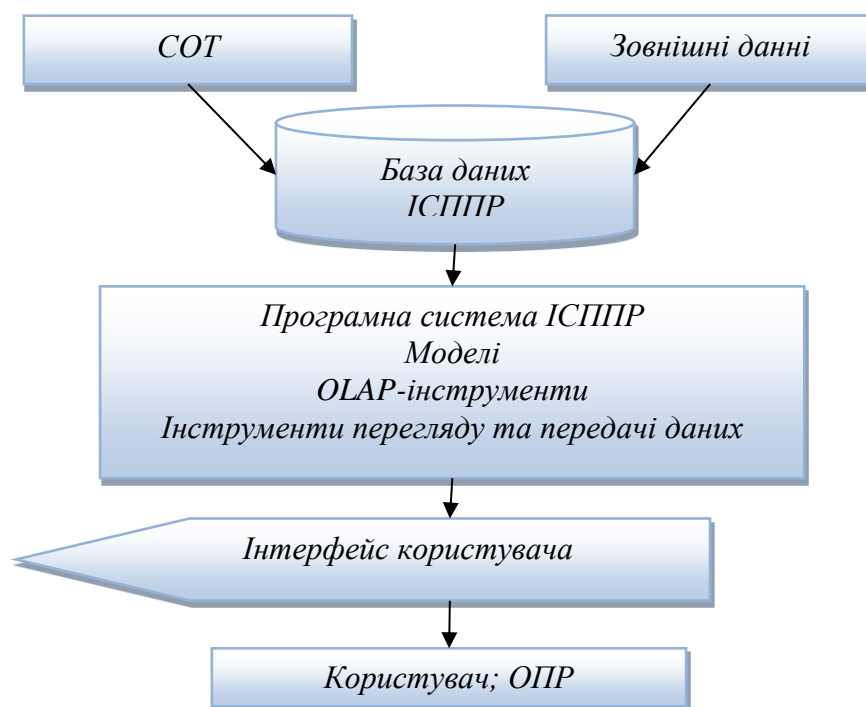 СОТ
Зовнішні данні
База даних
ІСППР
Програмна система ІСППР
Моделі
OLAP-інструменти
Інструменти перегляду та передачі даних
Інтерфейс користувача
Користувач; ОПР